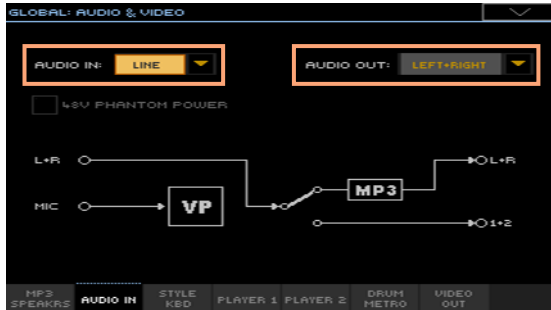 GLOBAL: AUDIO & VIDEO
AUDIO IN: LINE
AUDIO OUT: LEFT+RIGHT
48V PHANTOM POWER
L+R
MP3
L+R
MIC
VP
1+2
MP3 SPEAKRS
AUDIO IN
STYLE KBD
PLAYER 1
PLAYER 2
DRUM METRO
VIDEO OUT